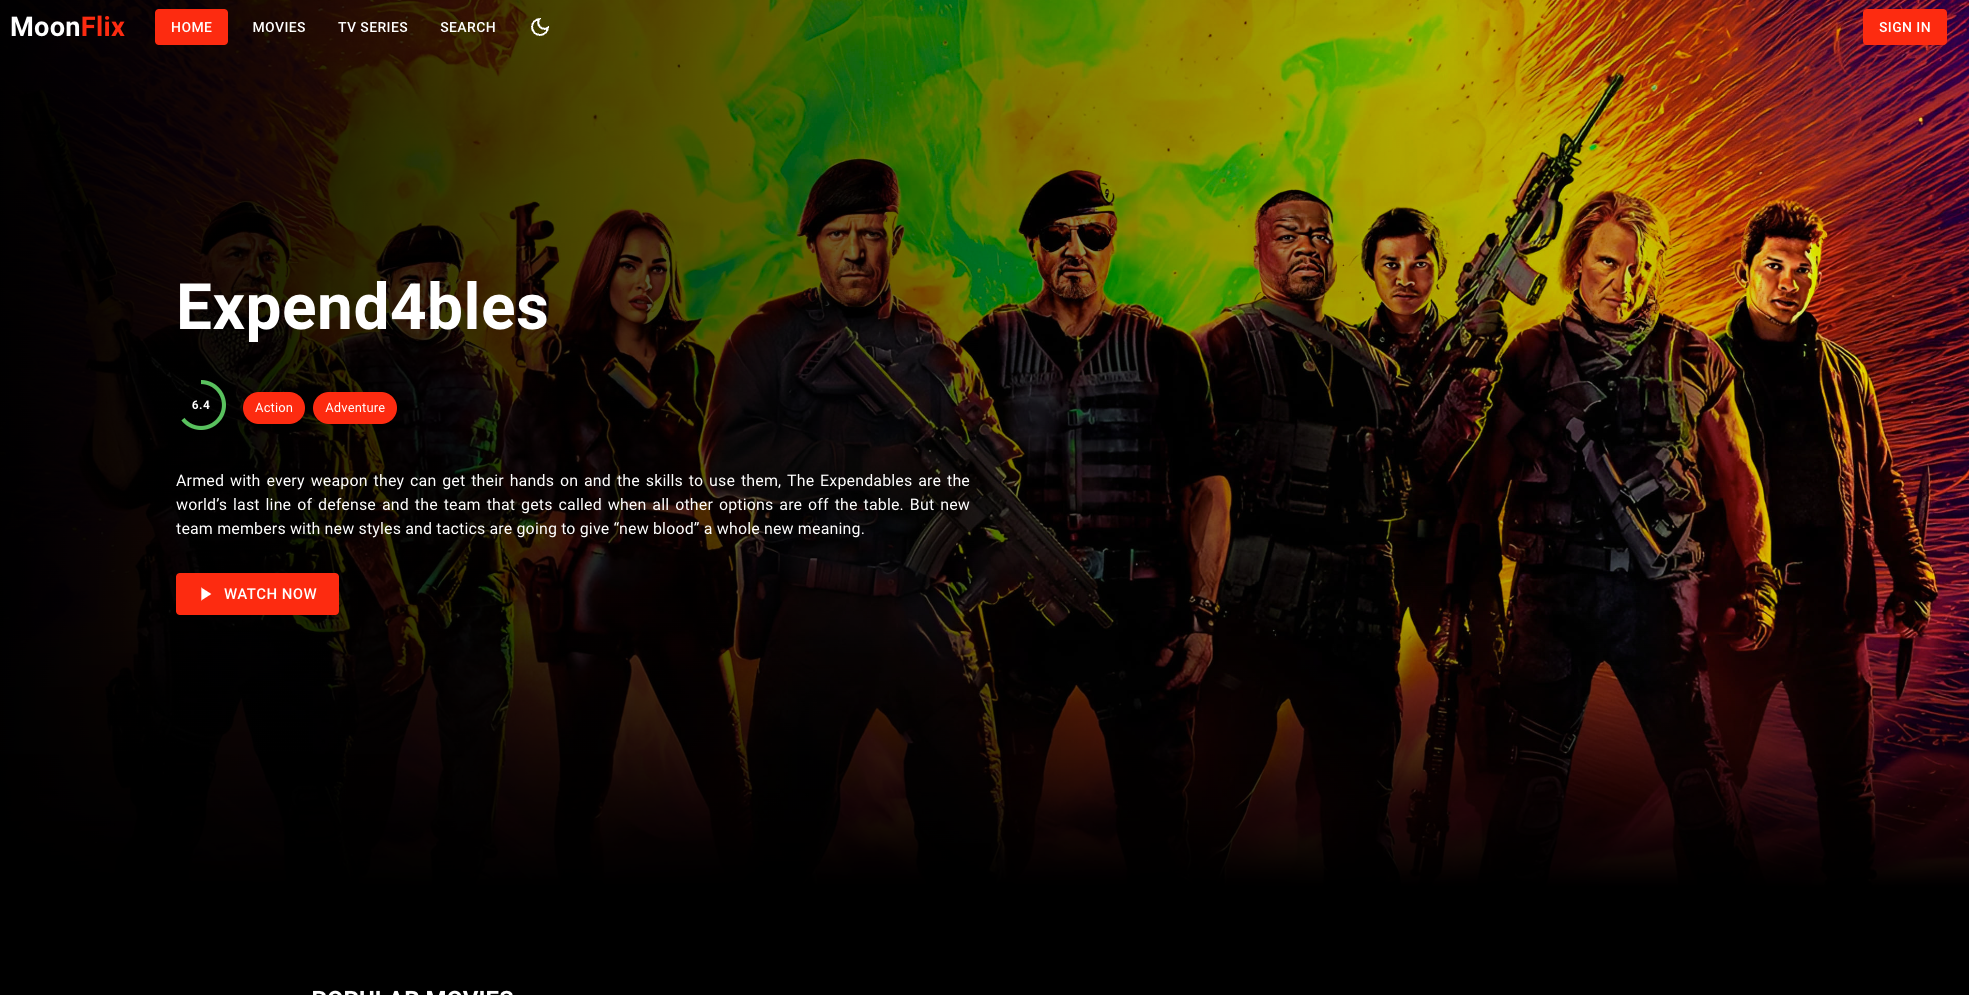 MoonFlix HOME MOVIES TV SERIES SEARCH SIGN IN
Expend4bles
6.4 Action Adventure
Armed with every weapon they can get their hands on and the skills to use them, The Expendables are the
world’s last line of defense and the team that gets called when all other options are off the table. But new
team members with new styles and tactics are going to give “new blood” a whole new meaning.
WATCH NOW
POPULAR MOVIES